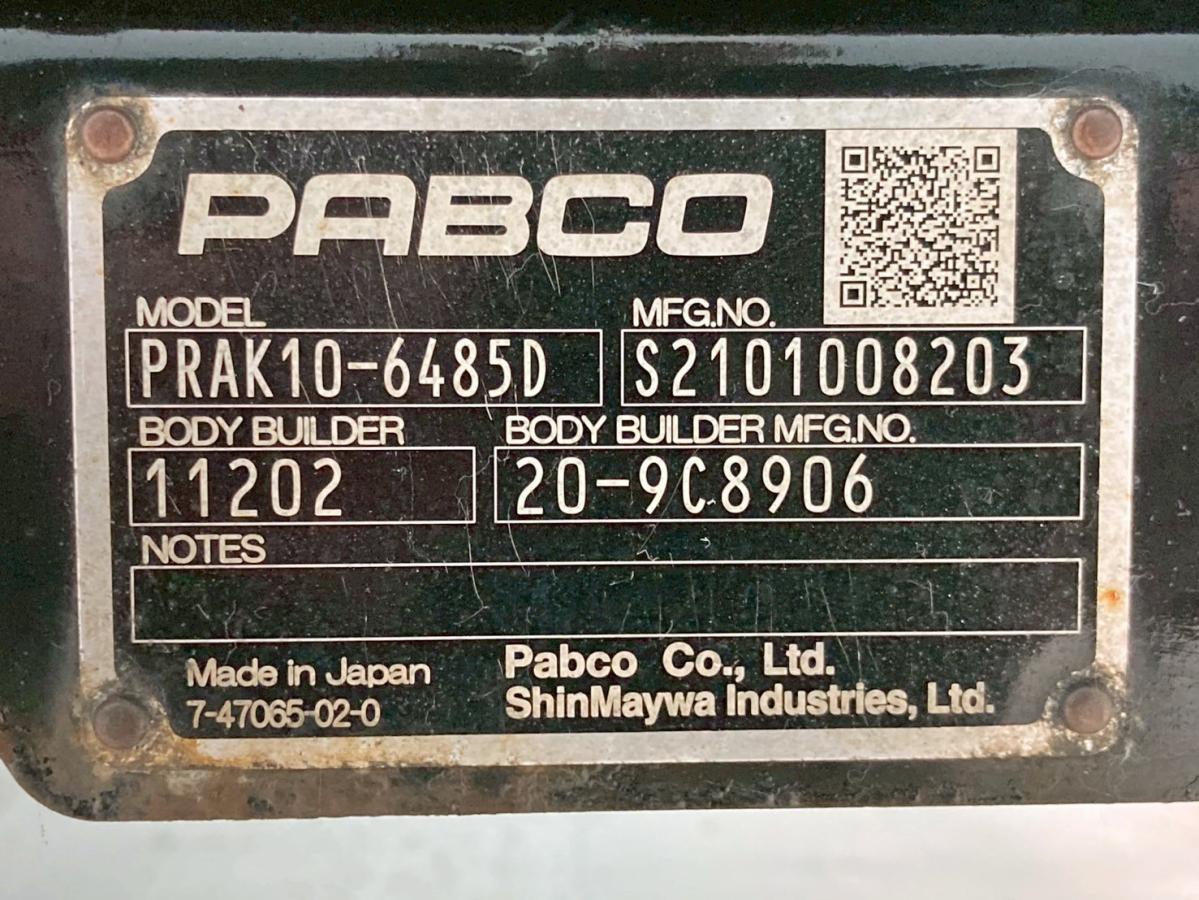 PABCO
MODEL MFG.NO.
PRAK10-6485D S2101008203
BODY BUILDER BODY BUILDER MFG.NO.
11202 20-9C8906
NOTES
Made in Japan Pabco Co., Ltd.
7-47065-02-0 ShinMaywa Industries, Ltd.